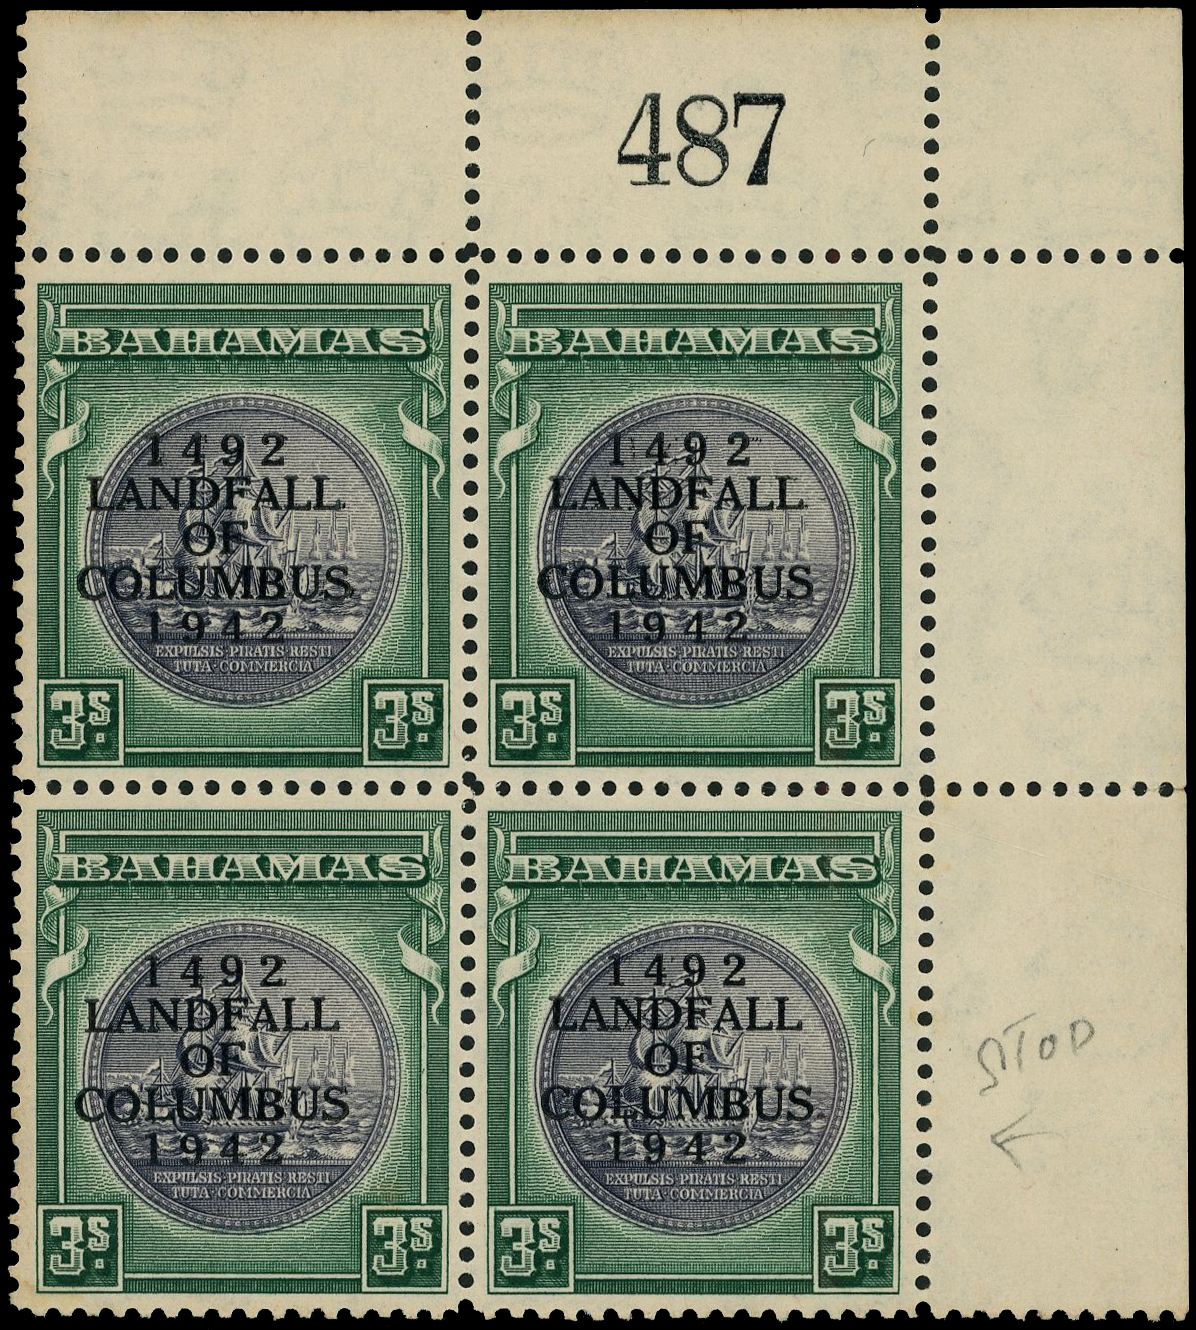 487
BAHAMAS
1492
LANDFALL
OF
COLUMBUS
1942
EXPULSIS·PIRATIS·RESTI
TUTA·COMMERCIA
3S. 3S.
BAHAMAS
1492
LANDFALL
OF
COLUMBUS
1942
EXPULSIS·PIRATIS·RESTI
TUTA·COMMERCIA
3S. 3S.
BAHAMAS
1492
LANDFALL
OF
COLUMBUS
1942
EXPULSIS·PIRATIS·RESTI
TUTA·COMMERCIA
3S. 3S.
BAHAMAS
1492
LANDFALL
OF
COLUMBUS
1942
EXPULSIS·PIRATIS·RESTI
TUTA·COMMERCIA
3S. 3S.